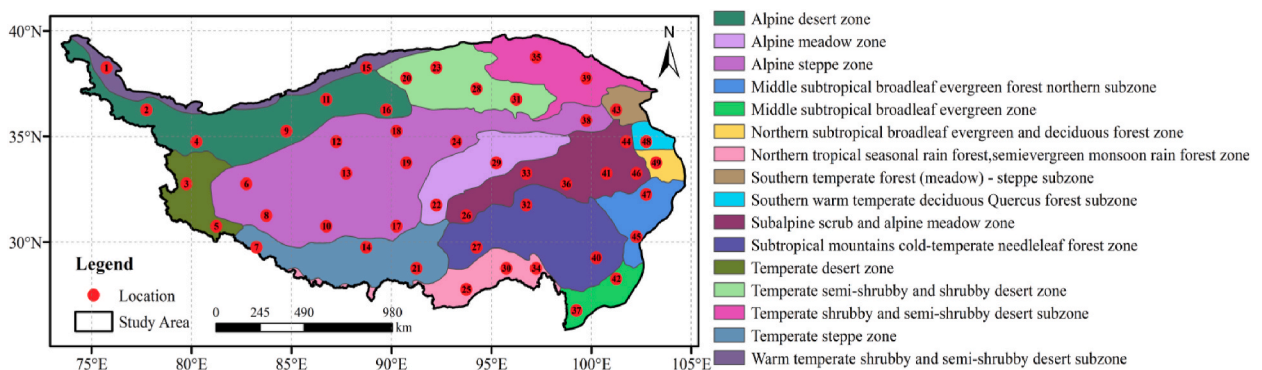 40°N
35°N
30°N
75°E
80°E
85°E
90°E
95°E
100°E
105°E
N
1
2
3
4
5
6
7
8
9
10
11
12
13
14
15
16
17
18
19
20
21
22
23
24
25
26
27
28
29
30
31
32
33
34
35
36
37
38
39
40
41
42
43
44
45
46
47
48
49
Legend
Location
Study Area
0 245 490 980
km
Alpine desert zone
Alpine meadow zone
Alpine steppe zone
Middle subtropical broadleaf evergreen forest northern subzone
Middle subtropical broadleaf evergreen zone
Northern subtropical broadleaf evergreen and deciduous forest zone
Northern tropical seasonal rain forest,semievergreen monsoon rain forest zone
Southern temperate forest (meadow) - steppe subzone
Southern warm temperate deciduous Quercus forest subzone
Subalpine scrub and alpine meadow zone
Subtropical mountains cold-temperate needleleaf forest zone
Temperate desert zone
Temperate semi-shrubby and shrubby desert zone
Temperate shrubby and semi-shrubby desert subzone
Temperate steppe zone
Warm temperate shrubby and semi-shrubby desert subzone